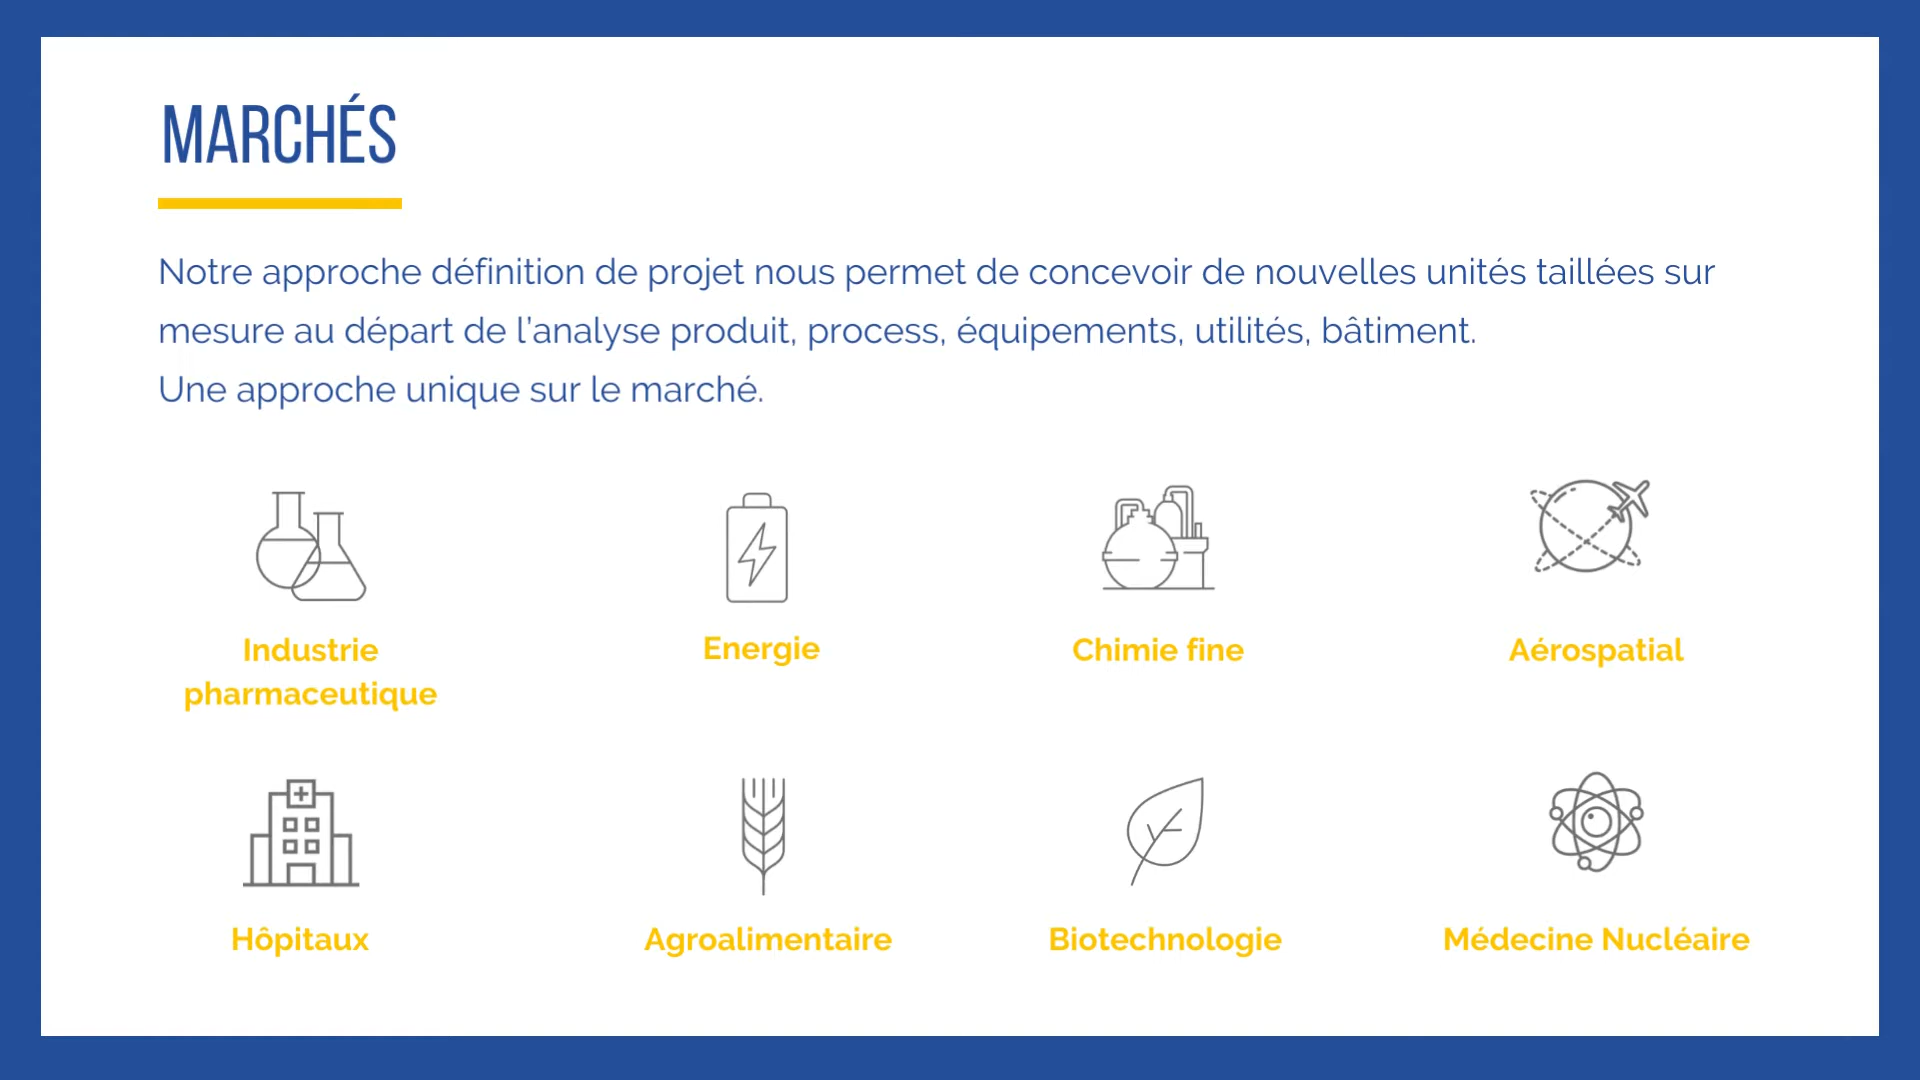 MARCHÉS
Notre approche définition de projet nous permet de concevoir de nouvelles unités taillées sur
mesure au départ de l'analyse produit, process, équipements, utilités, bâtiment.
Une approche unique sur le marché.
Industrie
pharmaceutique
Energie
Chimie fine
Aérospatial
Hôpitaux
Agroalimentaire
Biotechnologie
Médecine Nucléaire